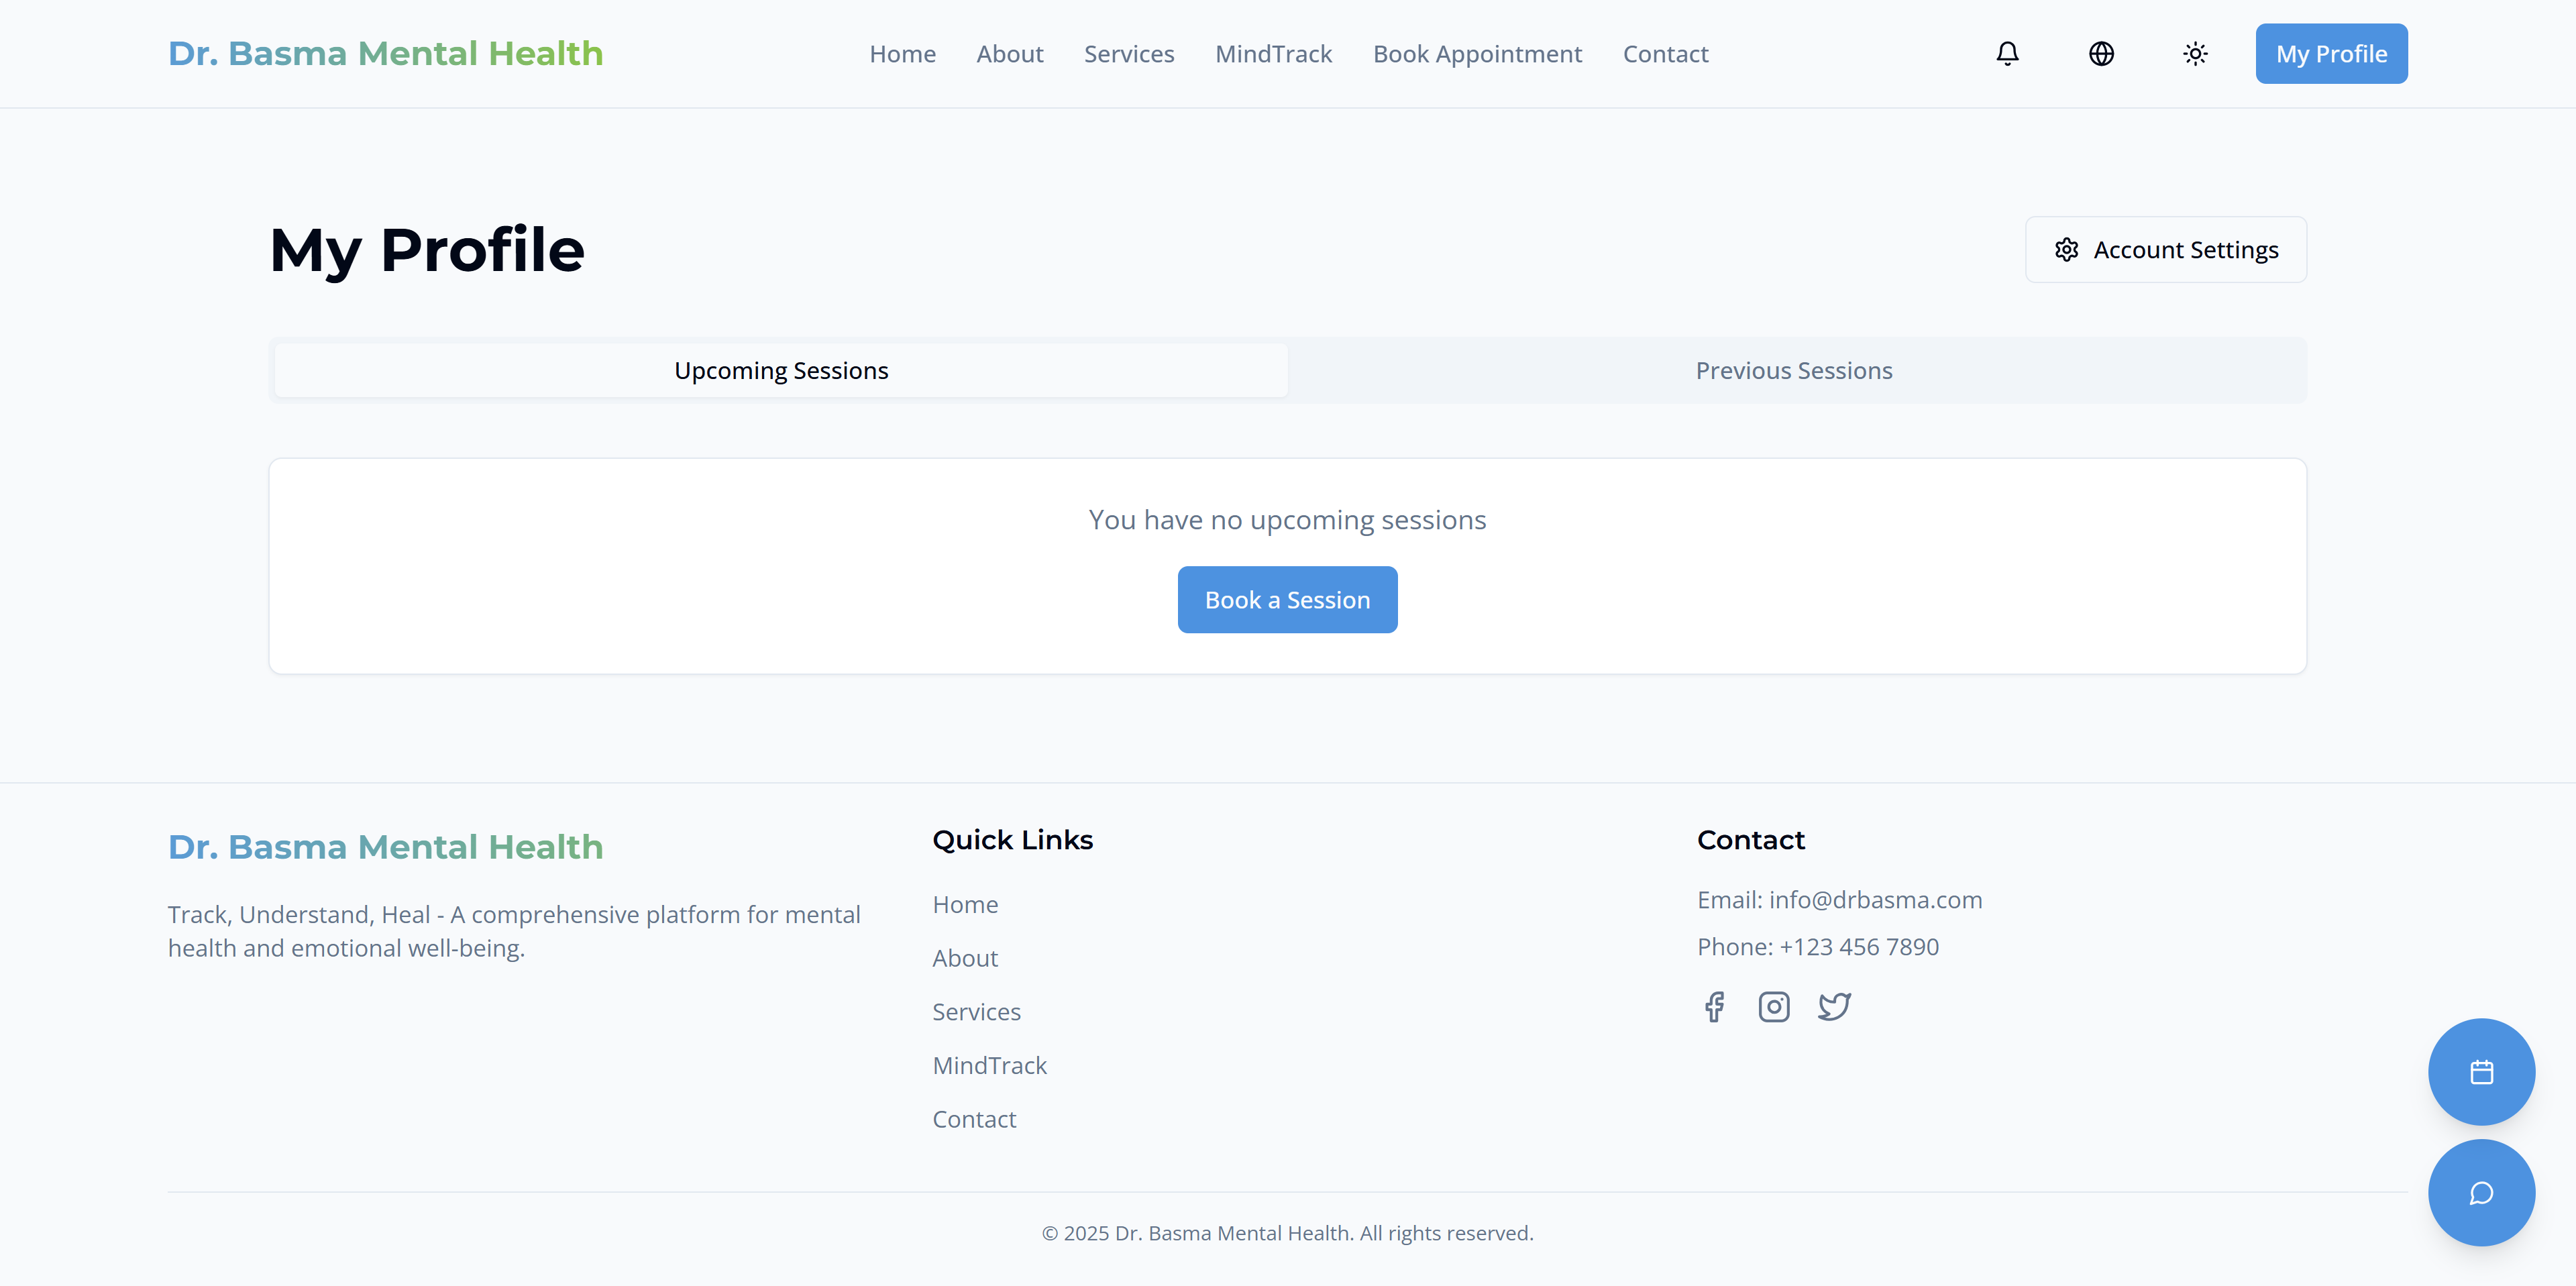 Dr. Basma Mental Health
Home
About
Services
MindTrack
Book Appointment
Contact
My Profile
My Profile
Account Settings
Upcoming Sessions
Previous Sessions
You have no upcoming sessions
Book a Session
Dr. Basma Mental Health
Track, Understand, Heal - A comprehensive platform for mental
health and emotional well-being.
Quick Links
Home
About
Services
MindTrack
Contact
Contact
Email: info@drbasma.com
Phone: +123 456 7890
© 2025 Dr. Basma Mental Health. All rights reserved.